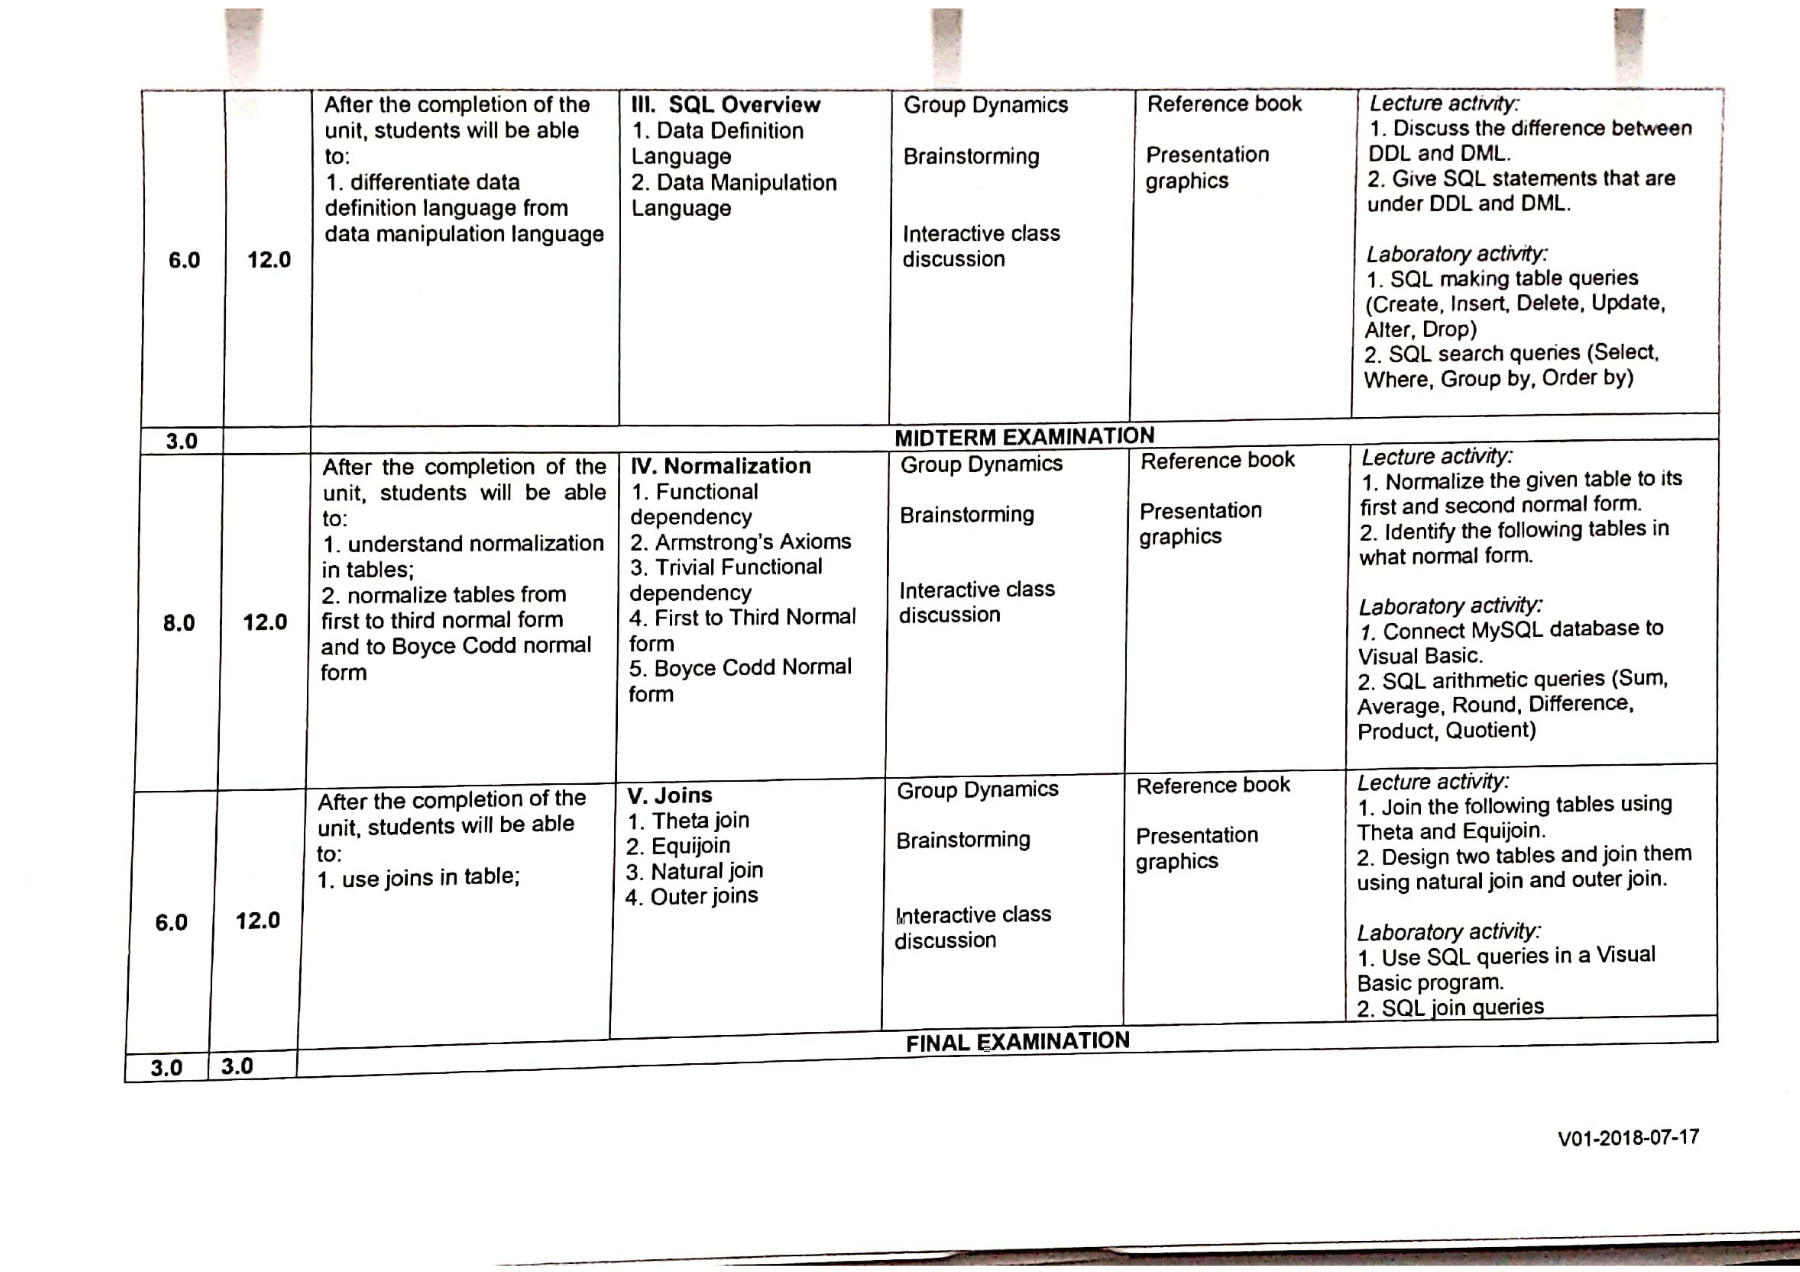 6.0
12.0
After the completion of the
unit, students will be able
to:
1. differentiate data
definition language from
data manipulation language
III. SQL Overview
1. Data Definition
Language
2. Data Manipulation
Language
Group Dynamics
Brainstorming
Interactive class
discussion
Reference book
Presentation
graphics
Lecture activity:
1. Discuss the difference between
DDL and DML.
2. Give SQL statements that are
under DDL and DML.
Laboratory activity:
1. SQL making table queries
(Create, Insert, Delete, Update,
Alter, Drop)
2. SQL search queries (Select,
Where, Group by, Order by)
3.0
MIDTERM EXAMINATION
8.0
12.0
After the completion of the
unit, students will be able
to:
1. understand normalization
in tables;
2. normalize tables from
first to third normal form
and to Boyce Codd normal
form
IV. Normalization
1. Functional
dependency
2. Armstrong's Axioms
3. Trivial Functional
dependency
4. First to Third Normal
form
5. Boyce Codd Normal
form
Group Dynamics
Brainstorming
Interactive class
discussion
Reference book
Presentation
graphics
Lecture activity:
1. Normalize the given table to its
first and second normal form.
2. Identify the following tables in
what normal form.
Laboratory activity:
1. Connect MySQL database to
Visual Basic.
2. SQL arithmetic queries (Sum,
Average, Round, Difference,
Product, Quotient)
6.0
12.0
After the completion of the
unit, students will be able
to:
1. use joins in table;
V. Joins
1. Theta join
2. Equijoin
3. Natural join
4. Outer joins
Group Dynamics
Brainstorming
Interactive class
discussion
Reference book
Presentation
graphics
Lecture activity:
1. Join the following tables using
Theta and Equijoin.
2. Design two tables and join them
using natural join and outer join.
Laboratory activity:
1. Use SQL queries in a Visual
Basic program.
2. SQL join queries
3.0
3.0
FINAL EXAMINATION
V01-2018-07-17